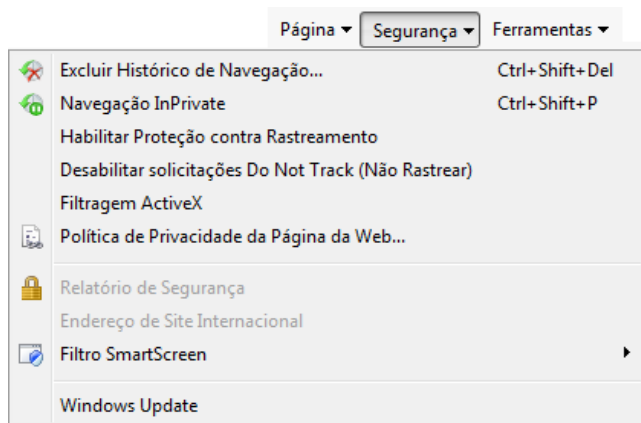 Página Segurança Ferramentas
Excluir Histórico de Navegação... Ctrl+Shift+Del
Navegação InPrivate Ctrl+Shift+P
Habilitar Proteção contra Rastreamento
Desabilitar solicitações Do Not Track (Não Rastrear)
Filtragem ActiveX
Política de Privacidade da Página da Web...
Relatório de Segurança
Endereço de Site Internacional
Filtro SmartScreen
Windows Update